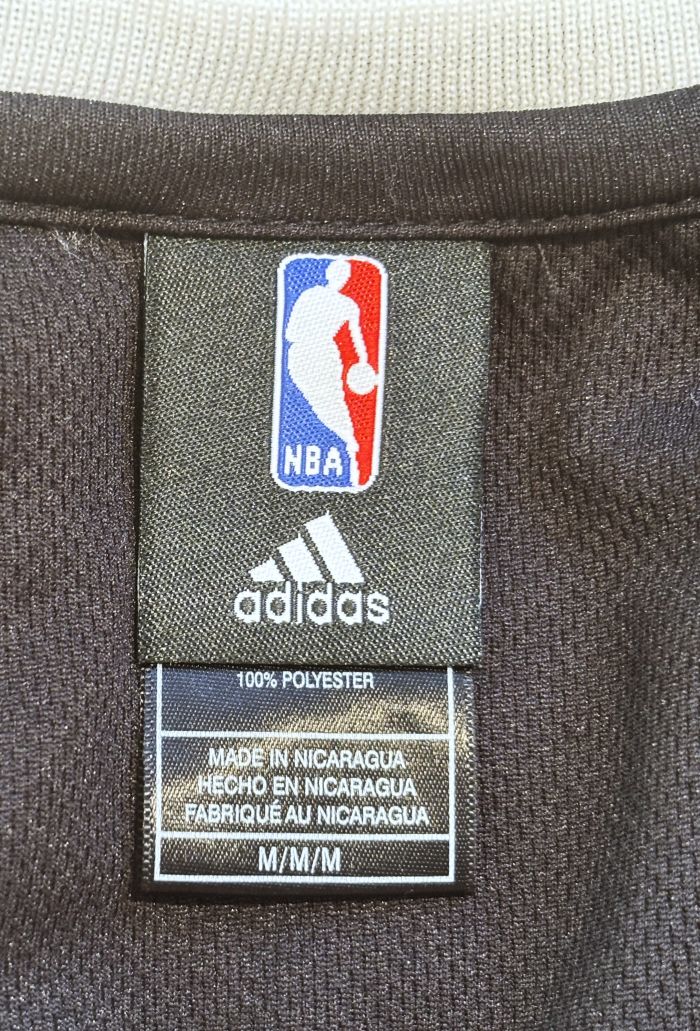 NBA
adidas
100% POLYESTER
MADE IN NICARAGUA
HECHO EN NICARAGUA
FABRIQUÉ AU NICARAGUA
M/M/M